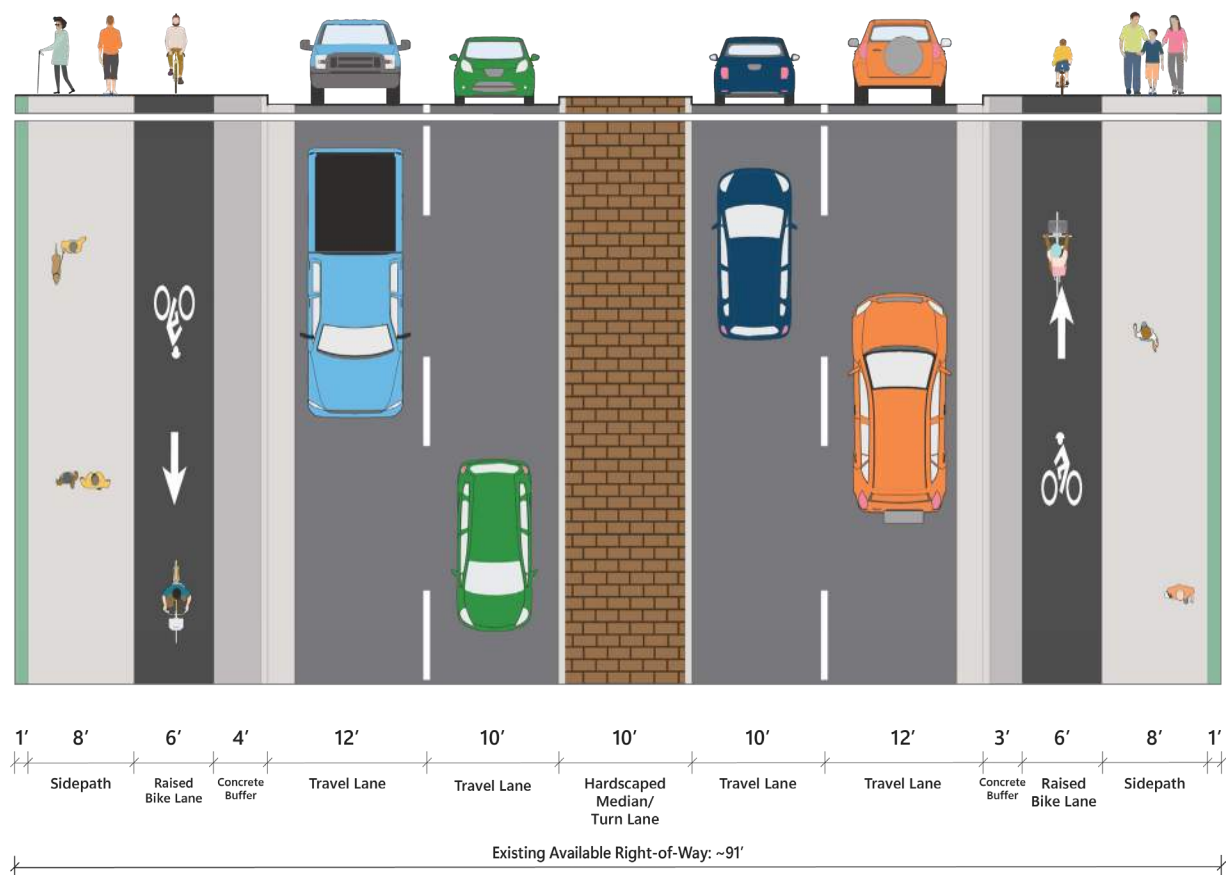 1’ 8’ 6’ 4’ 12’ 10’ 10’ 10’ 12’ 3’ 6’ 8’ 1’
Sidepath
Raised
Bike Lane
Concrete
Buffer
Travel Lane
Travel Lane
Hardscaped
Median/
Turn Lane
Travel Lane
Travel Lane
Concrete
Buffer
Raised
Bike Lane
Sidepath
Existing Available Right-of-Way: ~91’